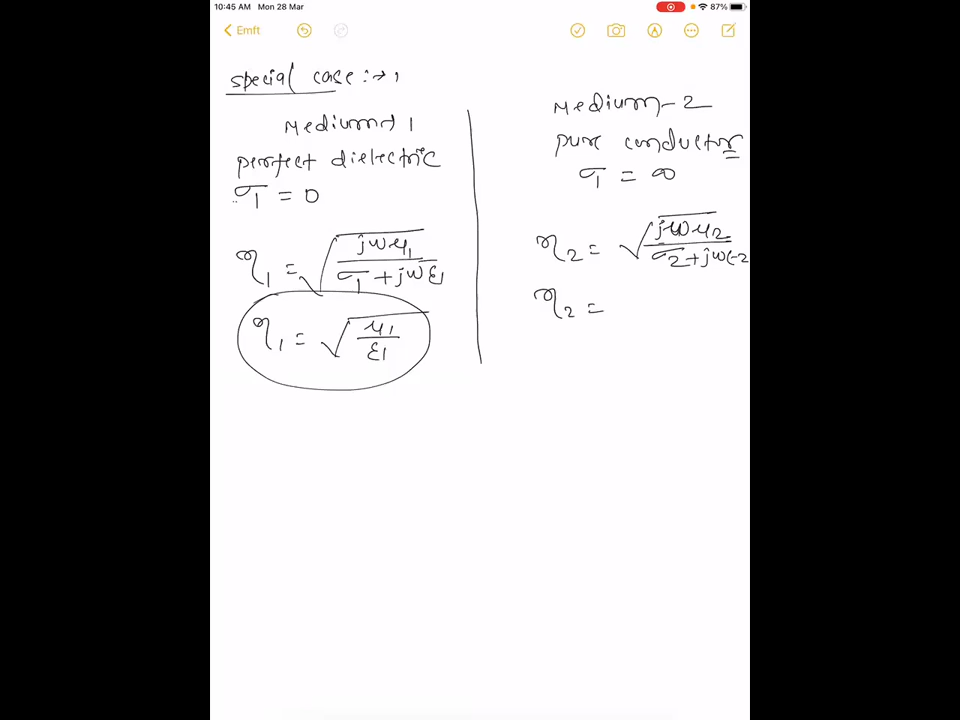 10:45 AM Mon 28 Mar
87%
Emft
special case :→ 1
Medium → 1
perfect dielectric
σ1 = 0
η1 = √(jωμ1 / σ1 + jωε1)
η1 = √(μ1 / ε1)
Medium - 2
pure conductor
σ = ∞
η2 = √(jωμ2 / σ2 + jωε2)
η2 =